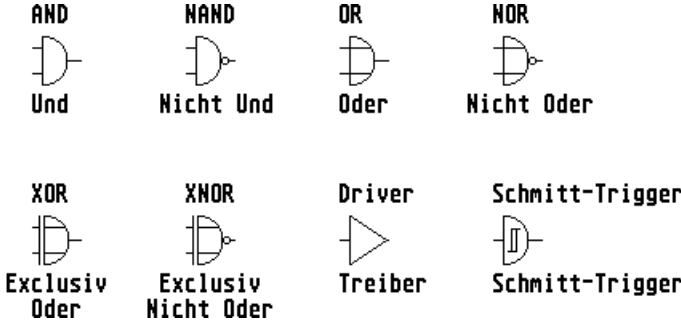 AND NAND OR NOR
Und Nicht Und Oder Nicht Oder
XOR XNOR Driver Schmitt-Trigger
Exclusiv Exclusiv Treiber Schmitt-Trigger
Oder Nicht Oder